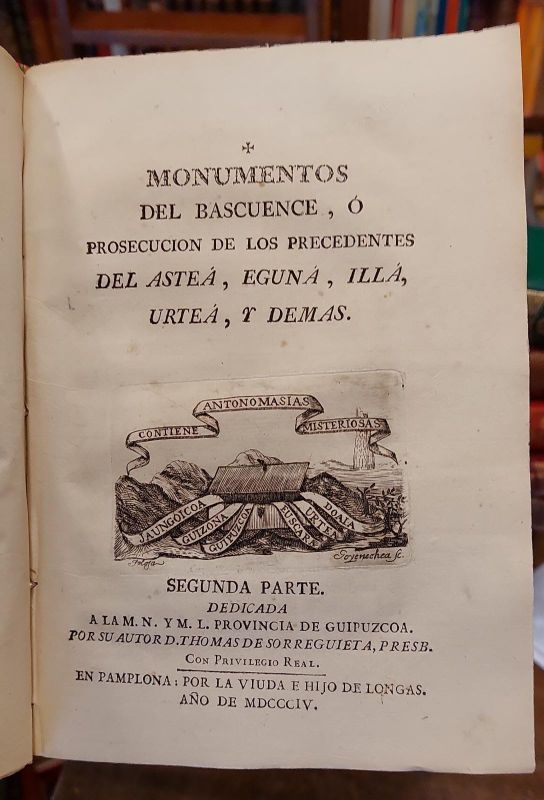 MONUMENTOS
DEL BASCUENCE, Ó
PROSECUCION DE LOS PRECEDENTES
DEL ASTEÁ, EGUNÁ, ILLÁ,
URTEÁ, Y DEMAS.
CONTIENE ANTONOMASIAS MISTERIOSAS
JAUNGOICOA
GUIZONA
GUIPUZCOA
EUSCARA
URTEA
DOAIA
Tolosa
Goyenechea sc.
SEGUNDA PARTE.
DEDICADA
A LA M. N. Y M. L. PROVINCIA DE GUIPUZCOA.
POR SU AUTOR D. THOMAS DE SORREGUIETA, PRESB.
CON PRIVILEGIO REAL.
EN PAMPLONA: POR LA VIUDA E HIJO DE LONGAS.
AÑO DE MDCCCIV.